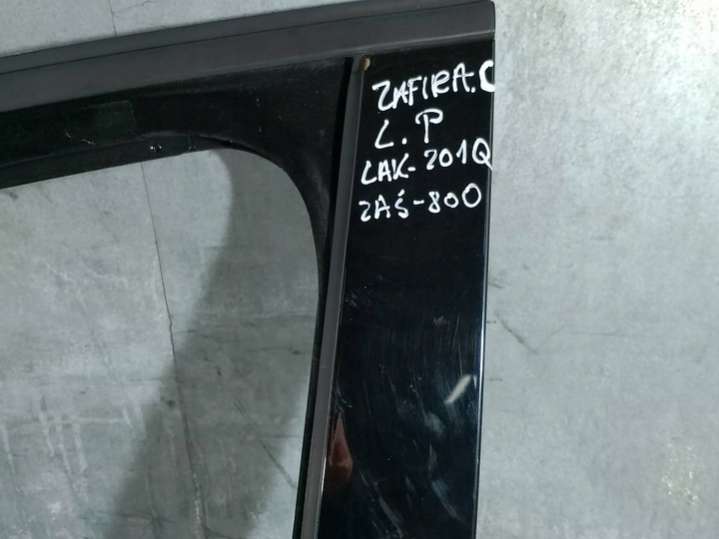 ZAFIRA.C
L.P
LAK-201Q
ZAŚ-800